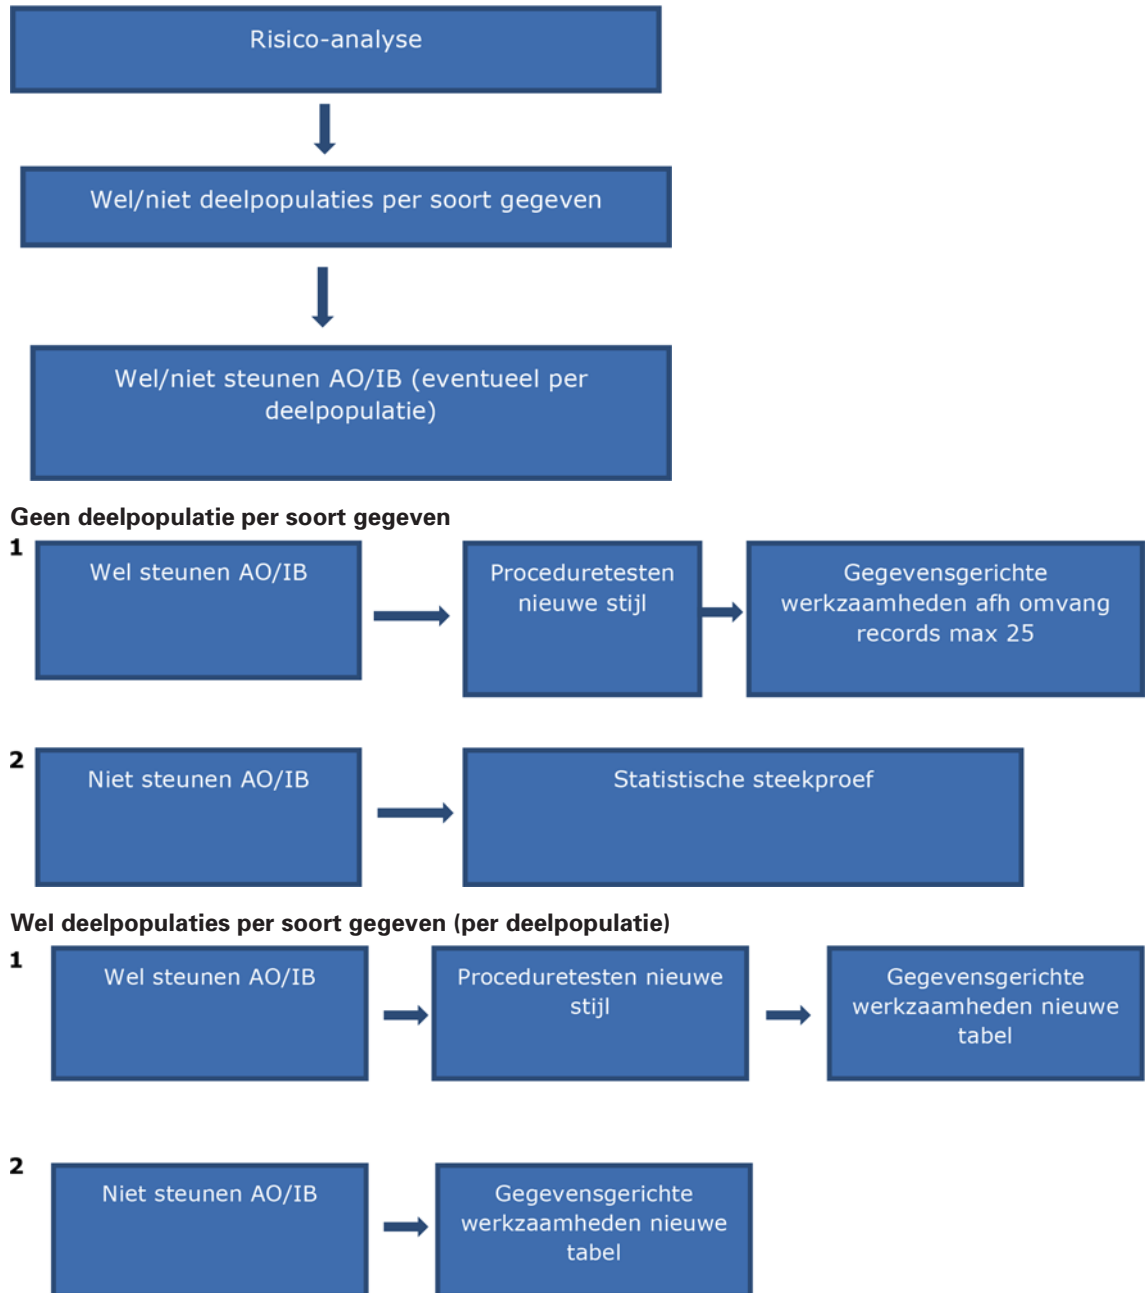 Risico-analyse
Wel/niet deelpopulaties per soort gegeven
Wel/niet steunen AO/IB (eventueel per
deelpopulatie)
Geen deelpopulatie per soort gegeven
1
Wel steunen AO/IB
Proceduretesten
nieuwe stijl
Gegevensgerichte
werkzaamheden afh omvang
records max 25
2
Niet steunen AO/IB
Statistische steekproef
Wel deelpopulaties per soort gegeven (per deelpopulatie)
1
Wel steunen AO/IB
Proceduretesten nieuwe
stijl
Gegevensgerichte
werkzaamheden nieuwe
tabel
2
Niet steunen AO/IB
Gegevensgerichte
werkzaamheden nieuwe
tabel